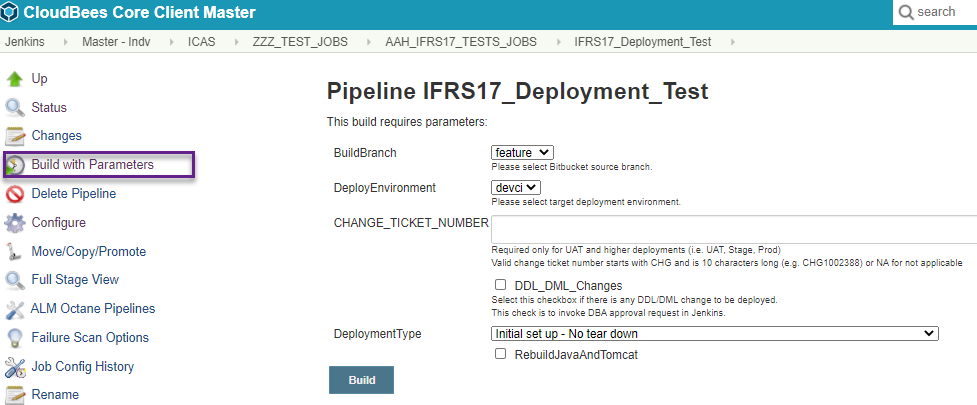 CloudBees Core Client Master
search
Jenkins Master - Indv ICAS ZZZ_TEST_JOBS AAH_IFRS17_TESTS_JOBS IFRS17_Deployment_Test
Up
Status
Changes
Build with Parameters
Delete Pipeline
Configure
Move/Copy/Promote
Full Stage View
ALM Octane Pipelines
Failure Scan Options
Job Config History
Rename
Pipeline IFRS17_Deployment_Test
This build requires parameters:
BuildBranch feature
Please select Bitbucket source branch.
DeployEnvironment devci
Please select target deployment environment.
CHANGE_TICKET_NUMBER
Required only for UAT and higher deployments (i.e. UAT, Stage, Prod)
Valid change ticket number starts with CHG and is 10 characters long (e.g. CHG1002388) or NA for not applicable
DDL_DML_Changes
Select this checkbox if there is any DDL/DML change to be deployed.
This check is to invoke DBA approval request in Jenkins.
DeploymentType Initial set up - No tear down
RebuildJavaAndTomcat
Build